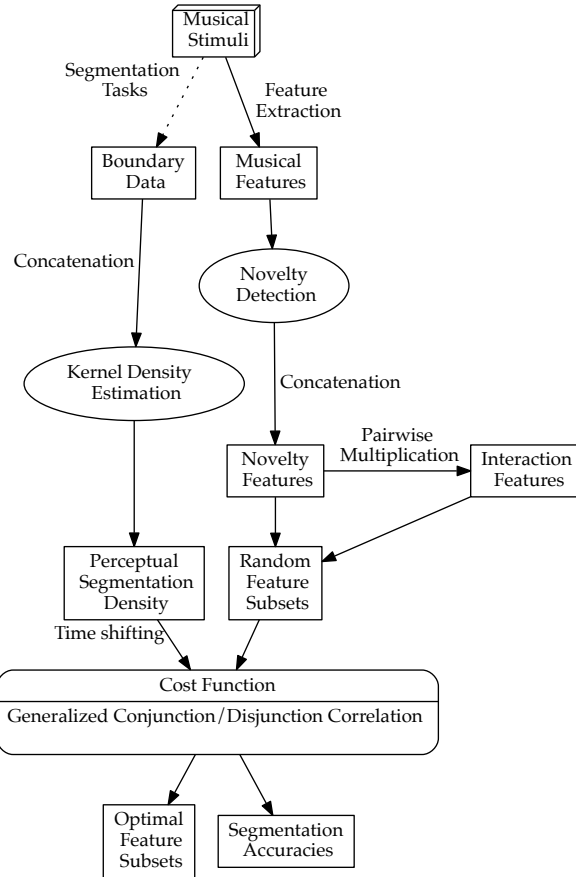 Musical
Stimuli
Segmentation
Tasks
Feature
Extraction
Boundary
Data
Musical
Features
Concatenation
Novelty
Detection
Kernel Density
Estimation
Concatenation
Novelty
Features
Pairwise
Multiplication
Interaction
Features
Perceptual
Segmentation
Density
Random
Feature
Subsets
Time shifting
Cost Function
Generalized Conjunction/Disjunction Correlation
Optimal
Feature
Subsets
Segmentation
Accuracies